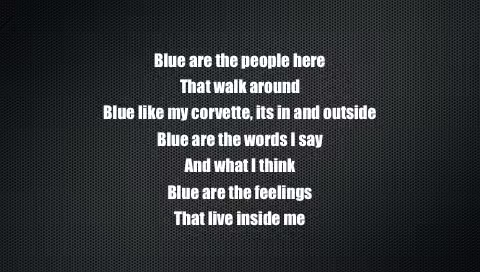 Blue are the people here
That walk around
Blue like my corvette, its in and outside
Blue are the words I say
And what I think
Blue are the feelings
That live inside me